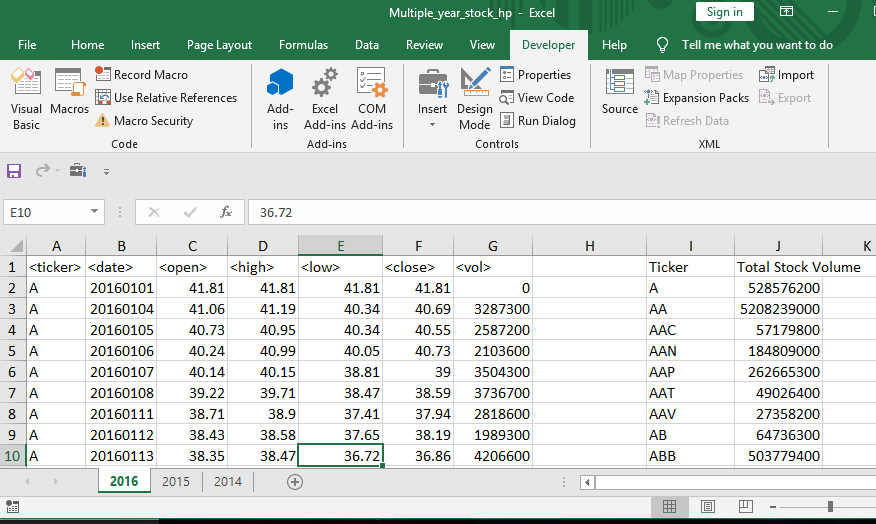 Multiple_year_stock_hp - Excel Sign in
File Home Insert Page Layout Formulas Data Review View Developer Help Tell me what you want to do
Visual Basic
Macros
Record Macro
Use Relative References
Macro Security
Code
Add-ins
Excel Add-ins
COM Add-ins
Add-ins
Insert
Design Mode
Properties
View Code
Run Dialog
Controls
Source
Map Properties
Expansion Packs
Refresh Data
Import
Export
XML
E10 fx 36.72
A B C D E F G H I J K
1 <ticker> <date> <open> <high> <low> <close> <vol> Ticker Total Stock Volume
2 A 20160101 41.81 41.81 41.81 41.81 0 A 528576200
3 A 20160104 41.06 41.19 40.34 40.69 3287300 AA 5208239000
4 A 20160105 40.73 40.95 40.34 40.55 2587200 AAC 57179800
5 A 20160106 40.24 40.99 40.05 40.73 2103600 AAN 184809000
6 A 20160107 40.14 40.15 38.81 39 3504300 AAP 262665300
7 A 20160108 39.22 39.71 38.47 38.59 3736700 AAT 49026400
8 A 20160111 38.71 38.9 37.41 37.94 2818600 AAV 27358200
9 A 20160112 38.43 38.58 37.65 38.19 1989300 AB 64736300
10 A 20160113 38.35 38.47 36.72 36.86 4206600 ABB 503779400
2016 2015 2014